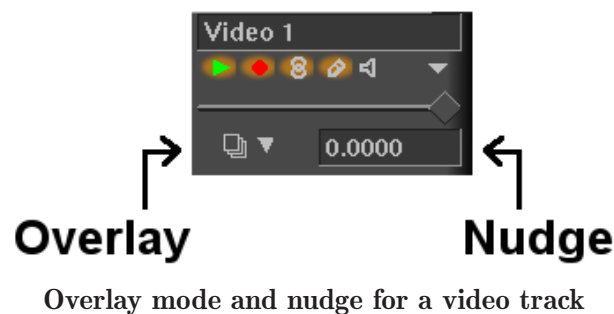 Video 1
0.0000
Overlay Nudge
Overlay mode and nudge for a video track